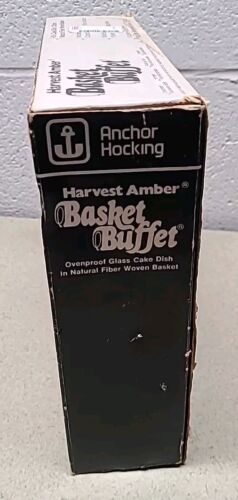 Harvest Amber
Basket
Buffet
Anchor
Hocking
Harvest Amber®
Basket
Buffet®
Ovenproof Glass Cake Dish
in Natural Fiber Woven Basket